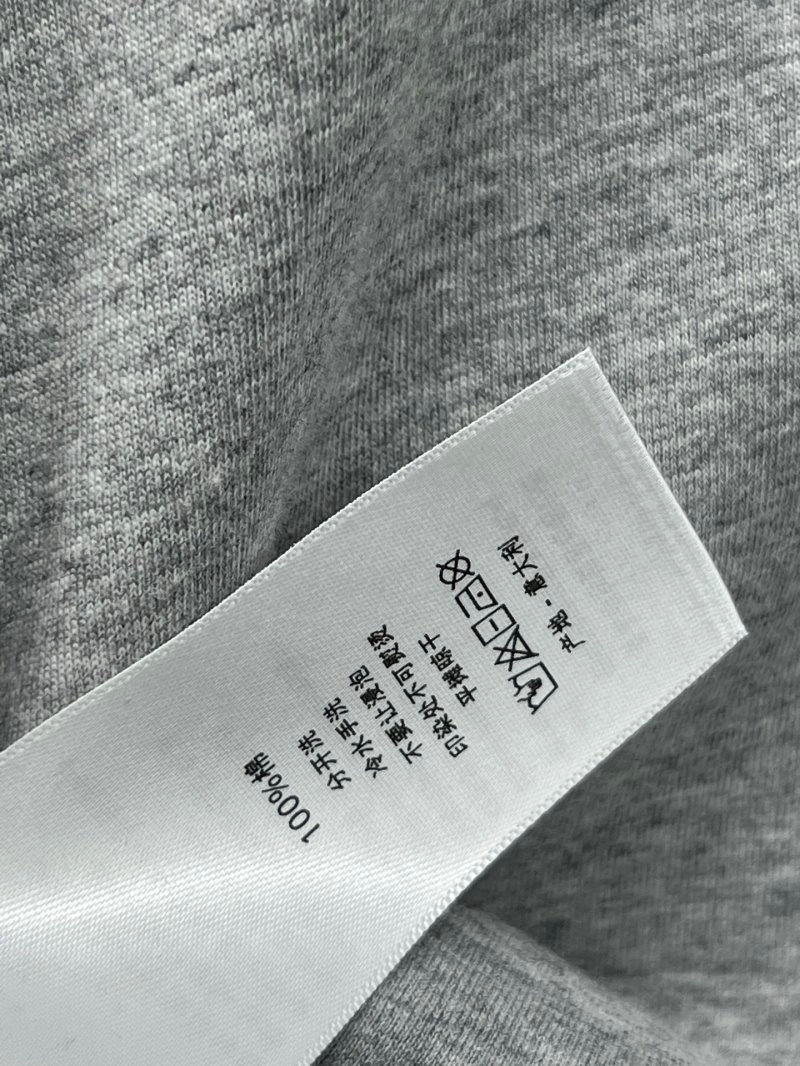 100%棉
分开洗
冷水手洗
不要让浸泡
印染处不可熨烫
平摊晾干
产地 - 意大利